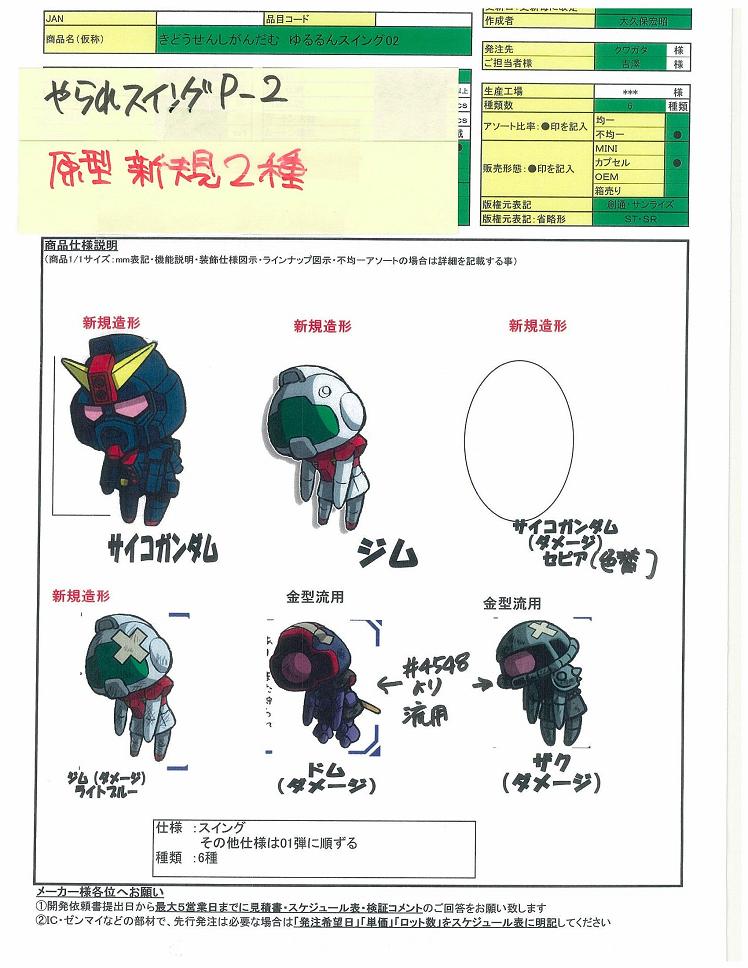 JAN
品目コード
作成者
大久保宏昭
商品名(仮称)
きどうせんしがんだむ　ゆるるんスイング02
発注先
クワガタ
様
ご担当者様
吉澤
様
やられスイングP-2
生産工場
***
様
種類数
6
種類
アソート比率:●印を記入
均一
不均一
●
原型 新規2種
販売形態:●印を記入
MINI
カプセル
●
OEM
箱売り
版権元表記
創通・サンライズ
版権元表記:省略形
ST・SR
商品仕様説明
(商品1/1サイズ:mm表記・機能説明・装飾仕様図示・ラインナップ図示・不均一アソートの場合は詳細を記載する事)
新規造形
新規造形
新規造形
サイコガンダム
ジム
サイコガンダム
(ダメージ)
セピア(色替)
新規造形
金型流用
金型流用
#4548
より
流用
ジム(ダメージ)
ライトブルー
ドム
(ダメージ)
ザク
(ダメージ)
仕様 :スイング
その他仕様は01弾に順ずる
種類 :6種
メーカー様各位へお願い
①開発依頼書提出日から最大5営業日までに見積書・スケジュール表・検証コメントのご回答をお願い致します
②IC・ゼンマイなどの部材で、先行発注は必要な場合は「発注希望日」「単価」「ロット数」をスケジュール表に明記してください